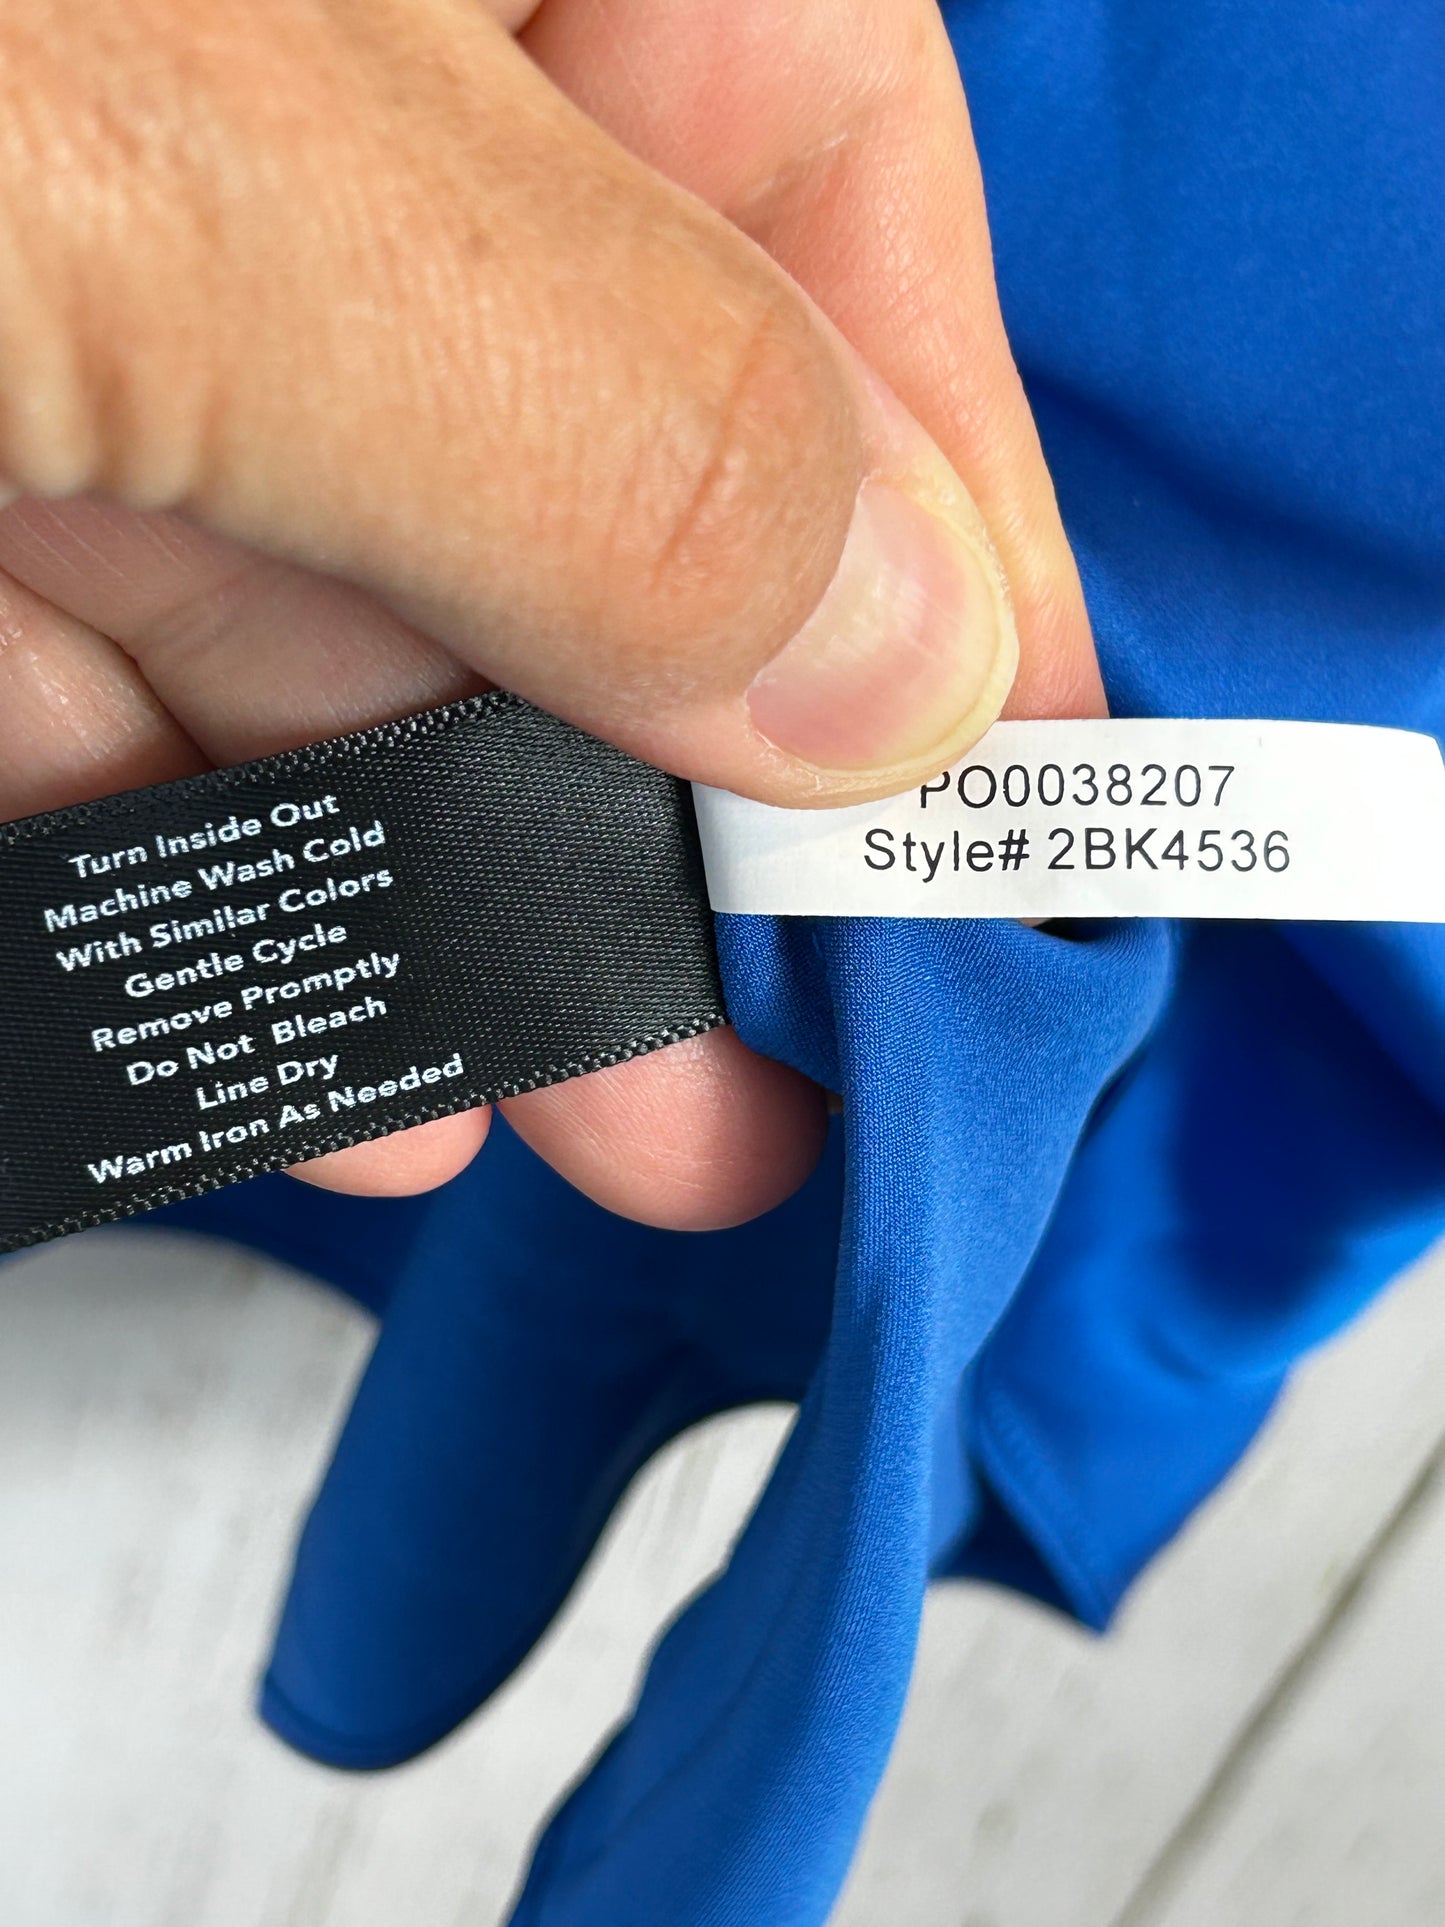 Turn Inside Out
Machine Wash Cold
With Similar Colors
Gentle Cycle
Remove Promptly
Do Not Bleach
Line Dry
Warm Iron As Needed
PO0038207
Style# 2BK4536